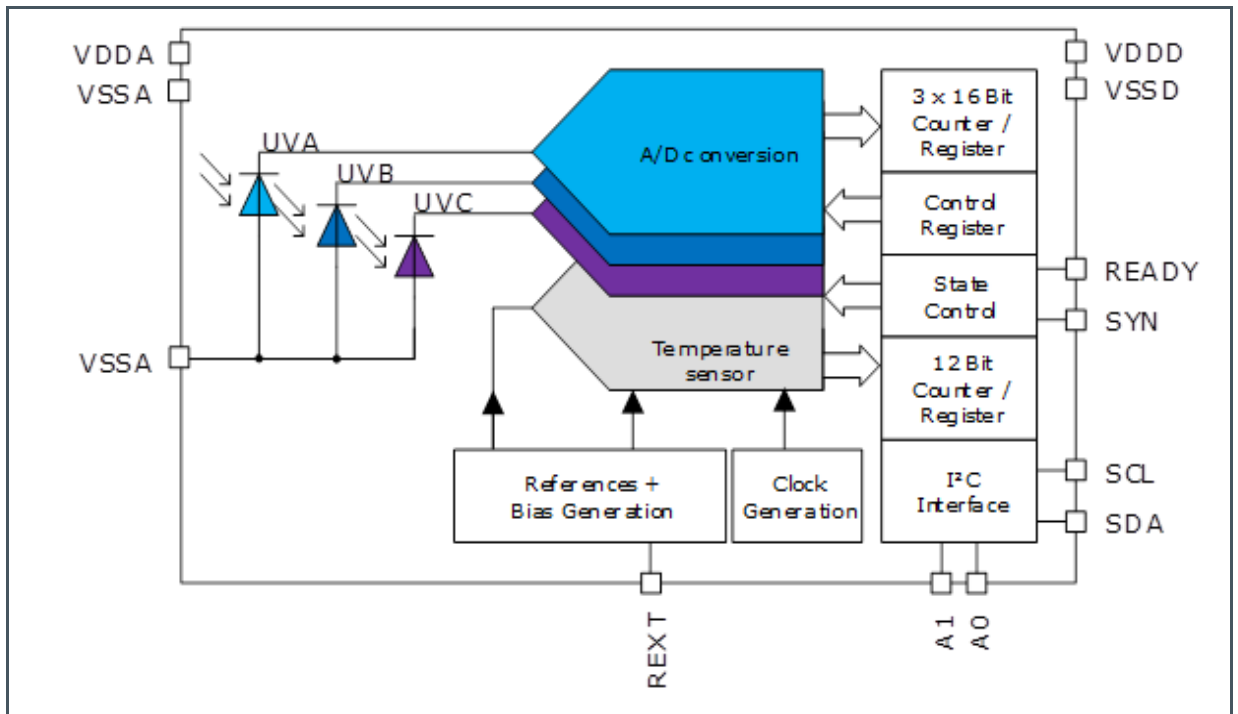 VDDA
VSSA
VDDD
VSSD
UVA
UVB
UVC
A/D conversion
3 x 16 Bit
Counter /
Register
Control
Register
State
Control
READY
SYN
VSSA
Temperature
sensor
12 Bit
Counter /
Register
References +
Bias Generation
Clock
Generation
I²C
Interface
SCL
SDA
REXT
A1
A0